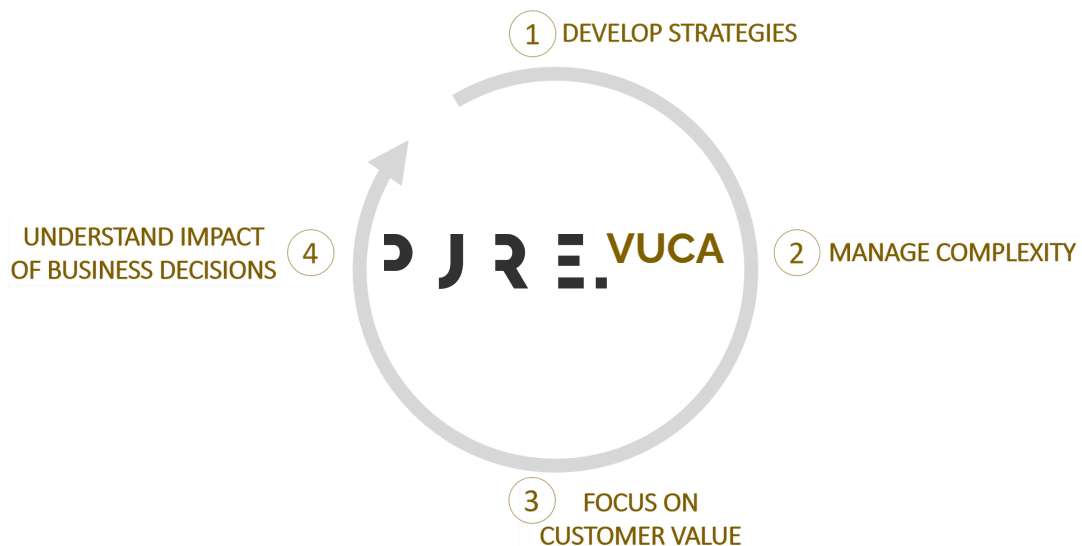 1 DEVELOP STRATEGIES
UNDERSTAND IMPACT
OF BUSINESS DECISIONS
4
PURE.VUCA
2 MANAGE COMPLEXITY
3 FOCUS ON
CUSTOMER VALUE